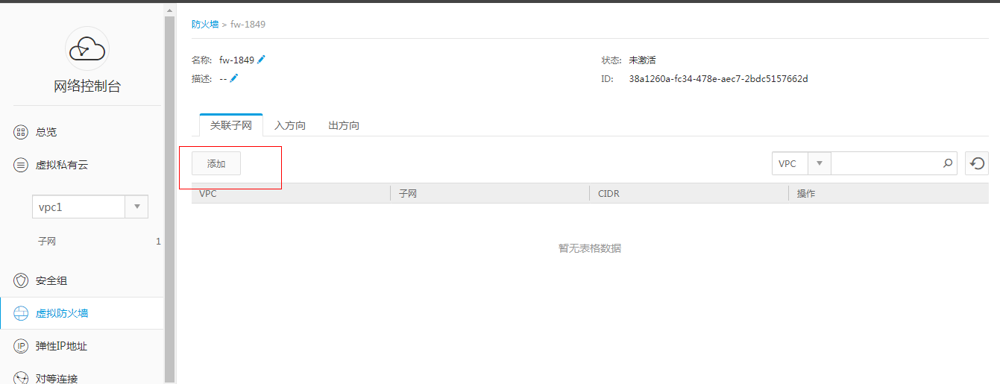 网络控制台
总览
虚拟私有云
vpc1
子网 1
安全组
虚拟防火墙
IP 弹性IP地址
对等连接
防火墙 > fw-1849
名称: fw-1849 状态: 未激活
描述: -- ID: 38a1260a-fc34-478e-aec7-2bdc5157662d
关联子网 入方向 出方向
添加 VPC
VPC 子网 CIDR 操作
暂无表格数据